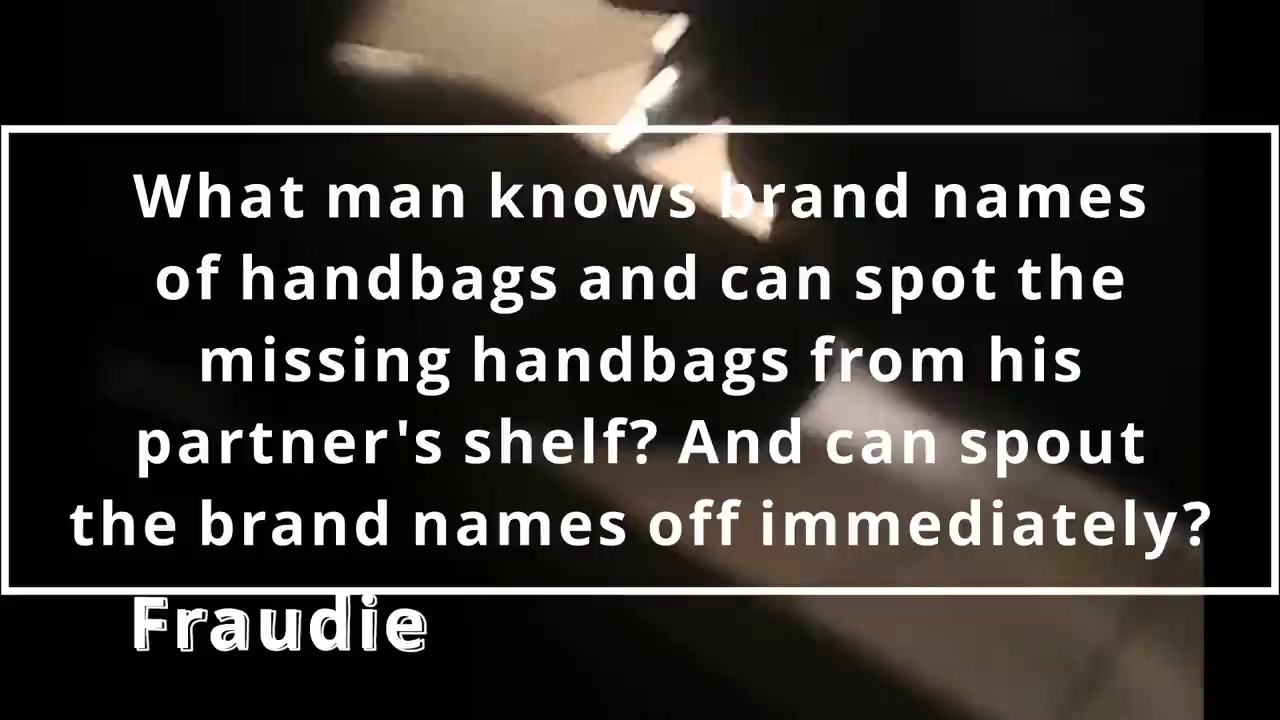 What man knows brand names
of handbags and can spot the
missing handbags from his
partner's shelf? And can spout
the brand names off immediately?
Fraudie